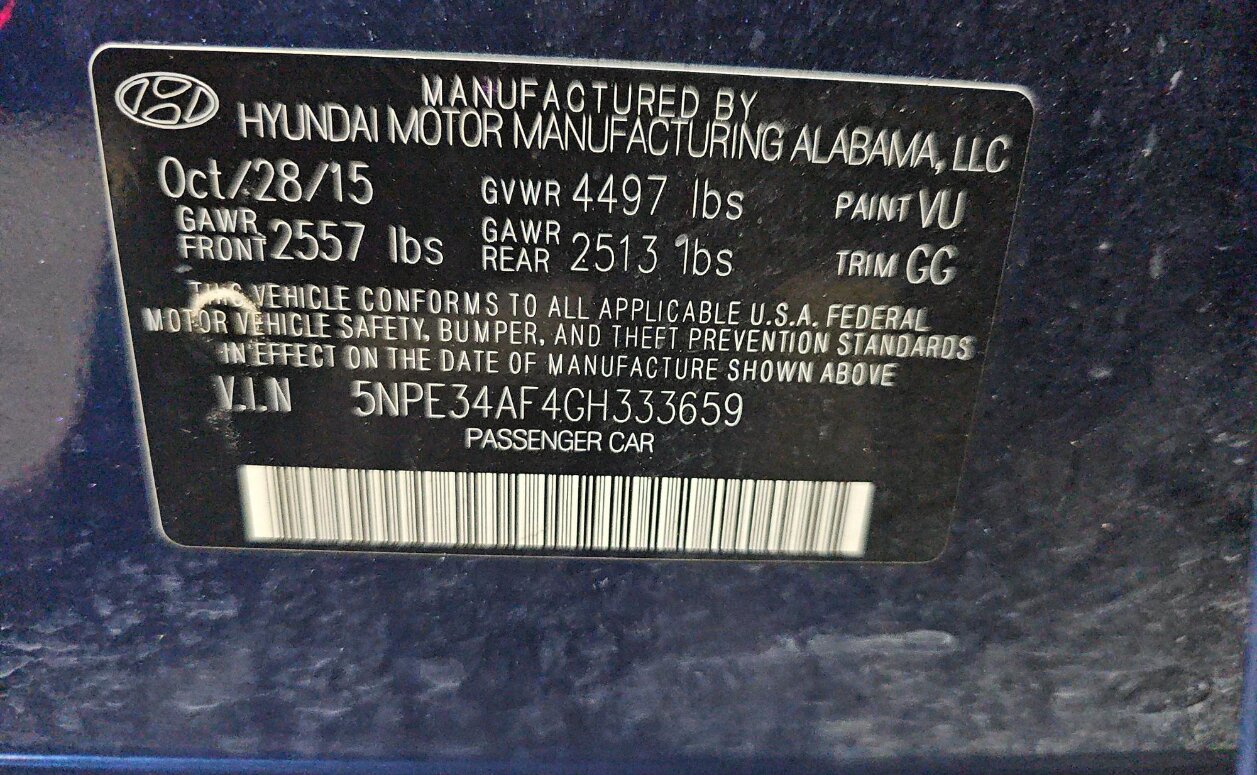 MANUFACTURED BY
HYUNDAI MOTOR MANUFACTURING ALABAMA, LLC
Oct/28/15 GVWR 4497 lbs PAINT VU
GAWR FRONT 2557 lbs GAWR REAR 2513 lbs TRIM GG
THIS VEHICLE CONFORMS TO ALL APPLICABLE U.S.A. FEDERAL
MOTOR VEHICLE SAFETY, BUMPER, AND THEFT PREVENTION STANDARDS
IN EFFECT ON THE DATE OF MANUFACTURE SHOWN ABOVE
V.I.N 5NPE34AF4GH333659
PASSENGER CAR